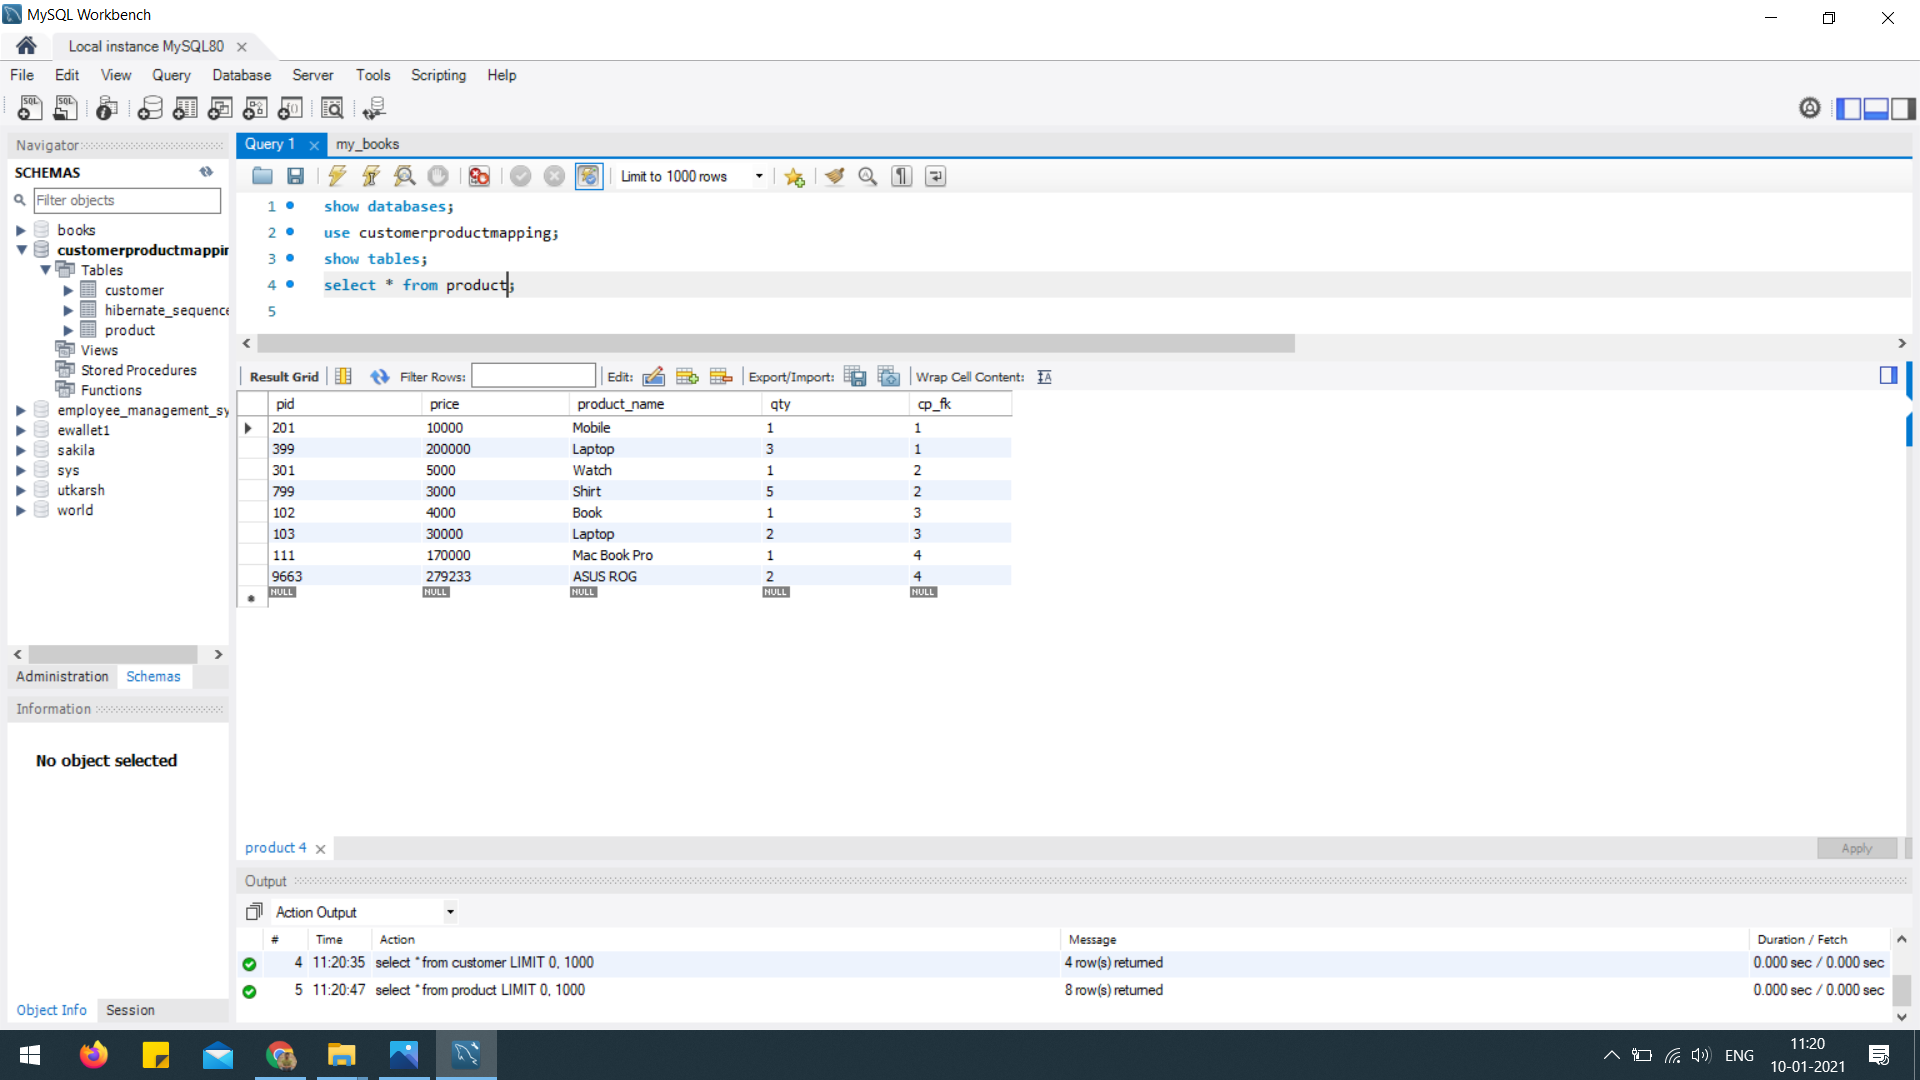 MySQL Workbench
Local instance MySQL80
File Edit View Query Database Server Tools Scripting Help
Navigator
SCHEMAS
Filter objects
books
customerproductmappin
Tables
customer
hibernate_sequence
product
Views
Stored Procedures
Functions
employee_management_sy
ewallet1
sakila
sys
utkarsh
world
Administration Schemas
Information
No object selected
Object Info Session
Query 1 my_books
Limit to 1000 rows
1 show databases;
2 use customerproductmapping;
3 show tables;
4 select * from product;
5
Result Grid Filter Rows: Edit: Export/Import: Wrap Cell Content:
pid price product_name qty cp_fk
201 10000 Mobile 1 1
399 200000 Laptop 3 1
301 5000 Watch 1 2
799 3000 Shirt 5 2
102 4000 Book 1 3
103 30000 Laptop 2 3
111 170000 Mac Book Pro 1 4
9663 279233 ASUS ROG 2 4
NULL NULL NULL NULL NULL
product 4 Apply
Output
Action Output
# Time Action Message Duration / Fetch
4 11:20:35 select * from customer LIMIT 0, 1000 4 row(s) returned 0.000 sec / 0.000 sec
5 11:20:47 select * from product LIMIT 0, 1000 8 row(s) returned 0.000 sec / 0.000 sec
ENG
11:20
10-01-2021